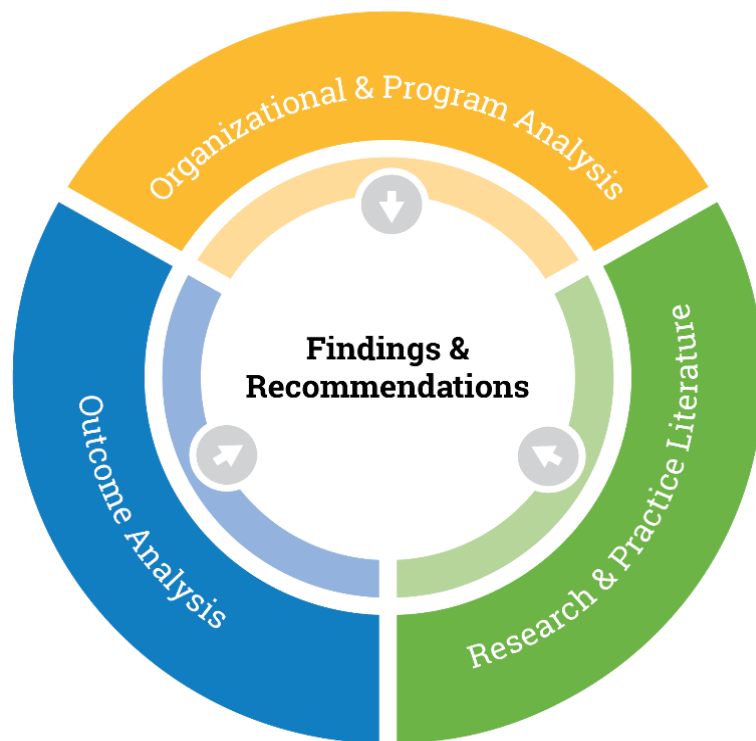 Organizational & Program Analysis
Findings &
Recommendations
Outcome Analysis
Research & Practice Literature